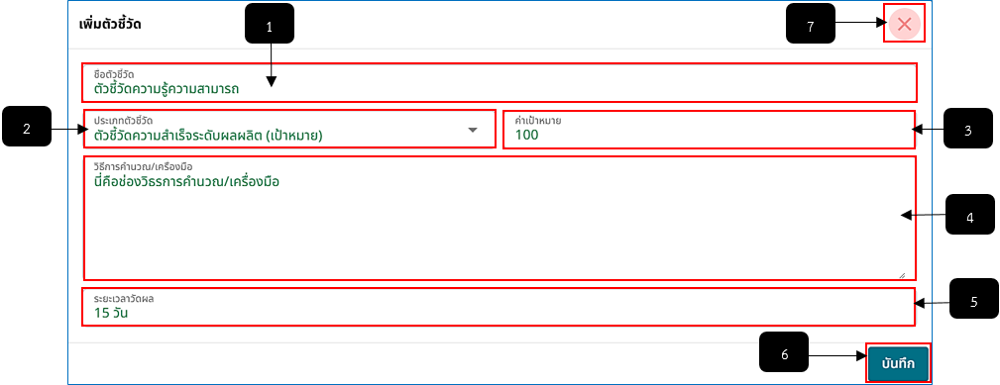 1
7
เพิ่มตัวชี้วัด
ชื่อตัวชี้วัด
ตัวชี้วัดความรู้ความสามารถ
2
ประเภทตัวชี้วัด
ตัวชี้วัดความสำเร็จระดับผลผลิต (เป้าหมาย)
ค่าเป้าหมาย
100
3
วิธีการคำนวณ/เครื่องมือ
นี่คือช่องวิธรการคำนวณ/เครื่องมือ
4
ระยะเวลาวัดผล
15 วัน
5
6
บันทึก